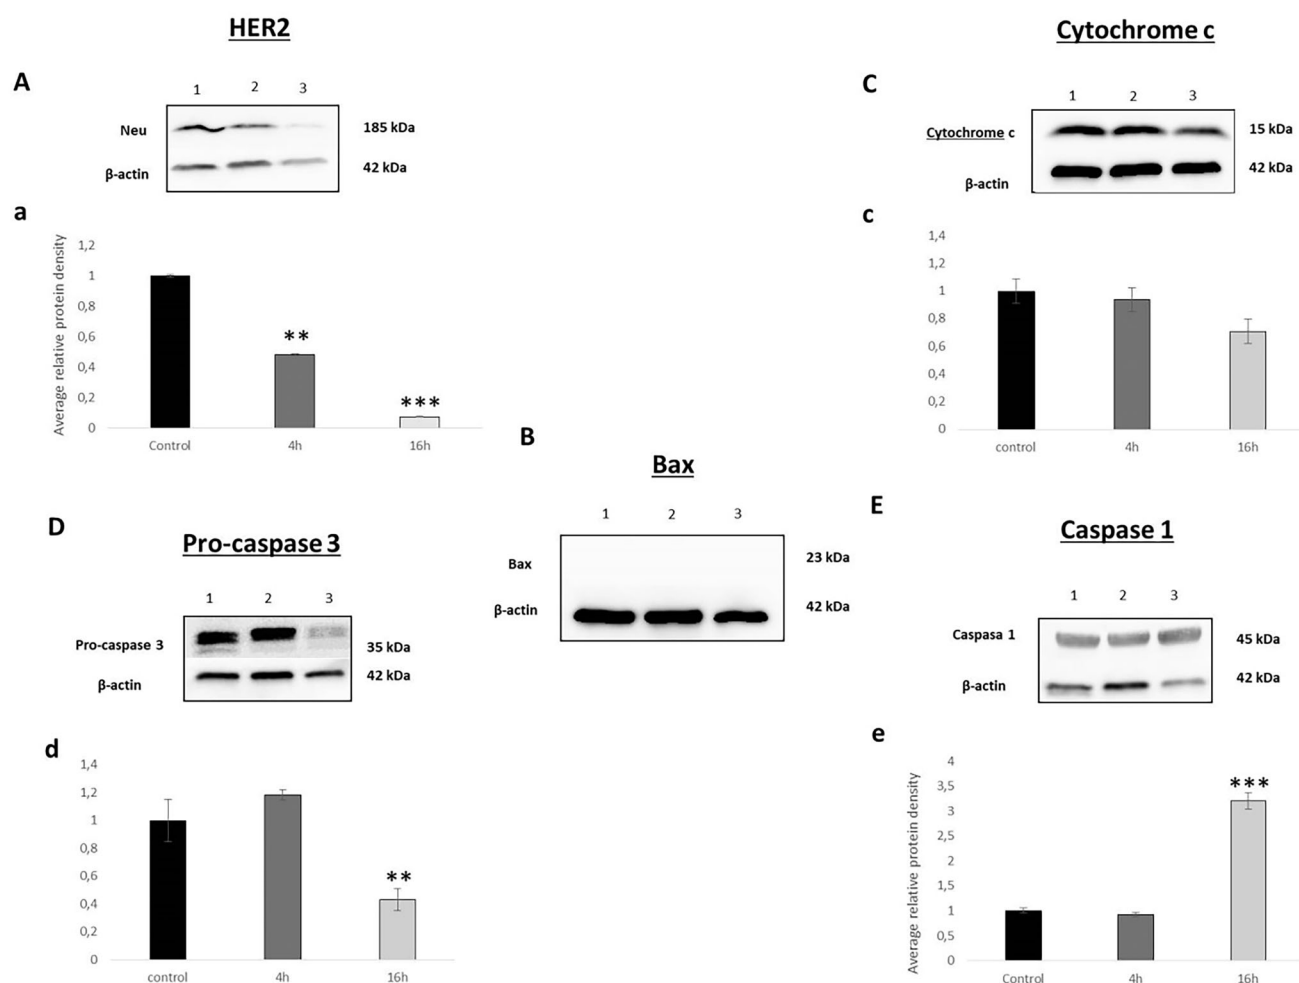 HER2
A
1 2 3
Neu 185 kDa
β-actin 42 kDa
a
Average relative protein density
1,2
1
0,8
0,6
0,4
0,2
0
**
***
Control 4h 16h
Cytochrome c
C
1 2 3
Cytochrome c 15 kDa
β-actin 42 kDa
c
1,4
1,2
1
0,8
0,6
0,4
0,2
0
control 4h 16h
B
Bax
1 2 3
Bax 23 kDa
β-actin 42 kDa
D
Pro-caspase 3
1 2 3
Pro-caspase 3 35 kDa
β-actin 42 kDa
d
1,4
1,2
1
0,8
0,6
0,4
0,2
0
**
control 4h 16h
E
Caspase 1
1 2 3
Caspasa 1 45 kDa
β-actin 42 kDa
e
Average relative protein density
4
3,5
3
2,5
2
1,5
1
0,5
0
***
Control 4h 16h